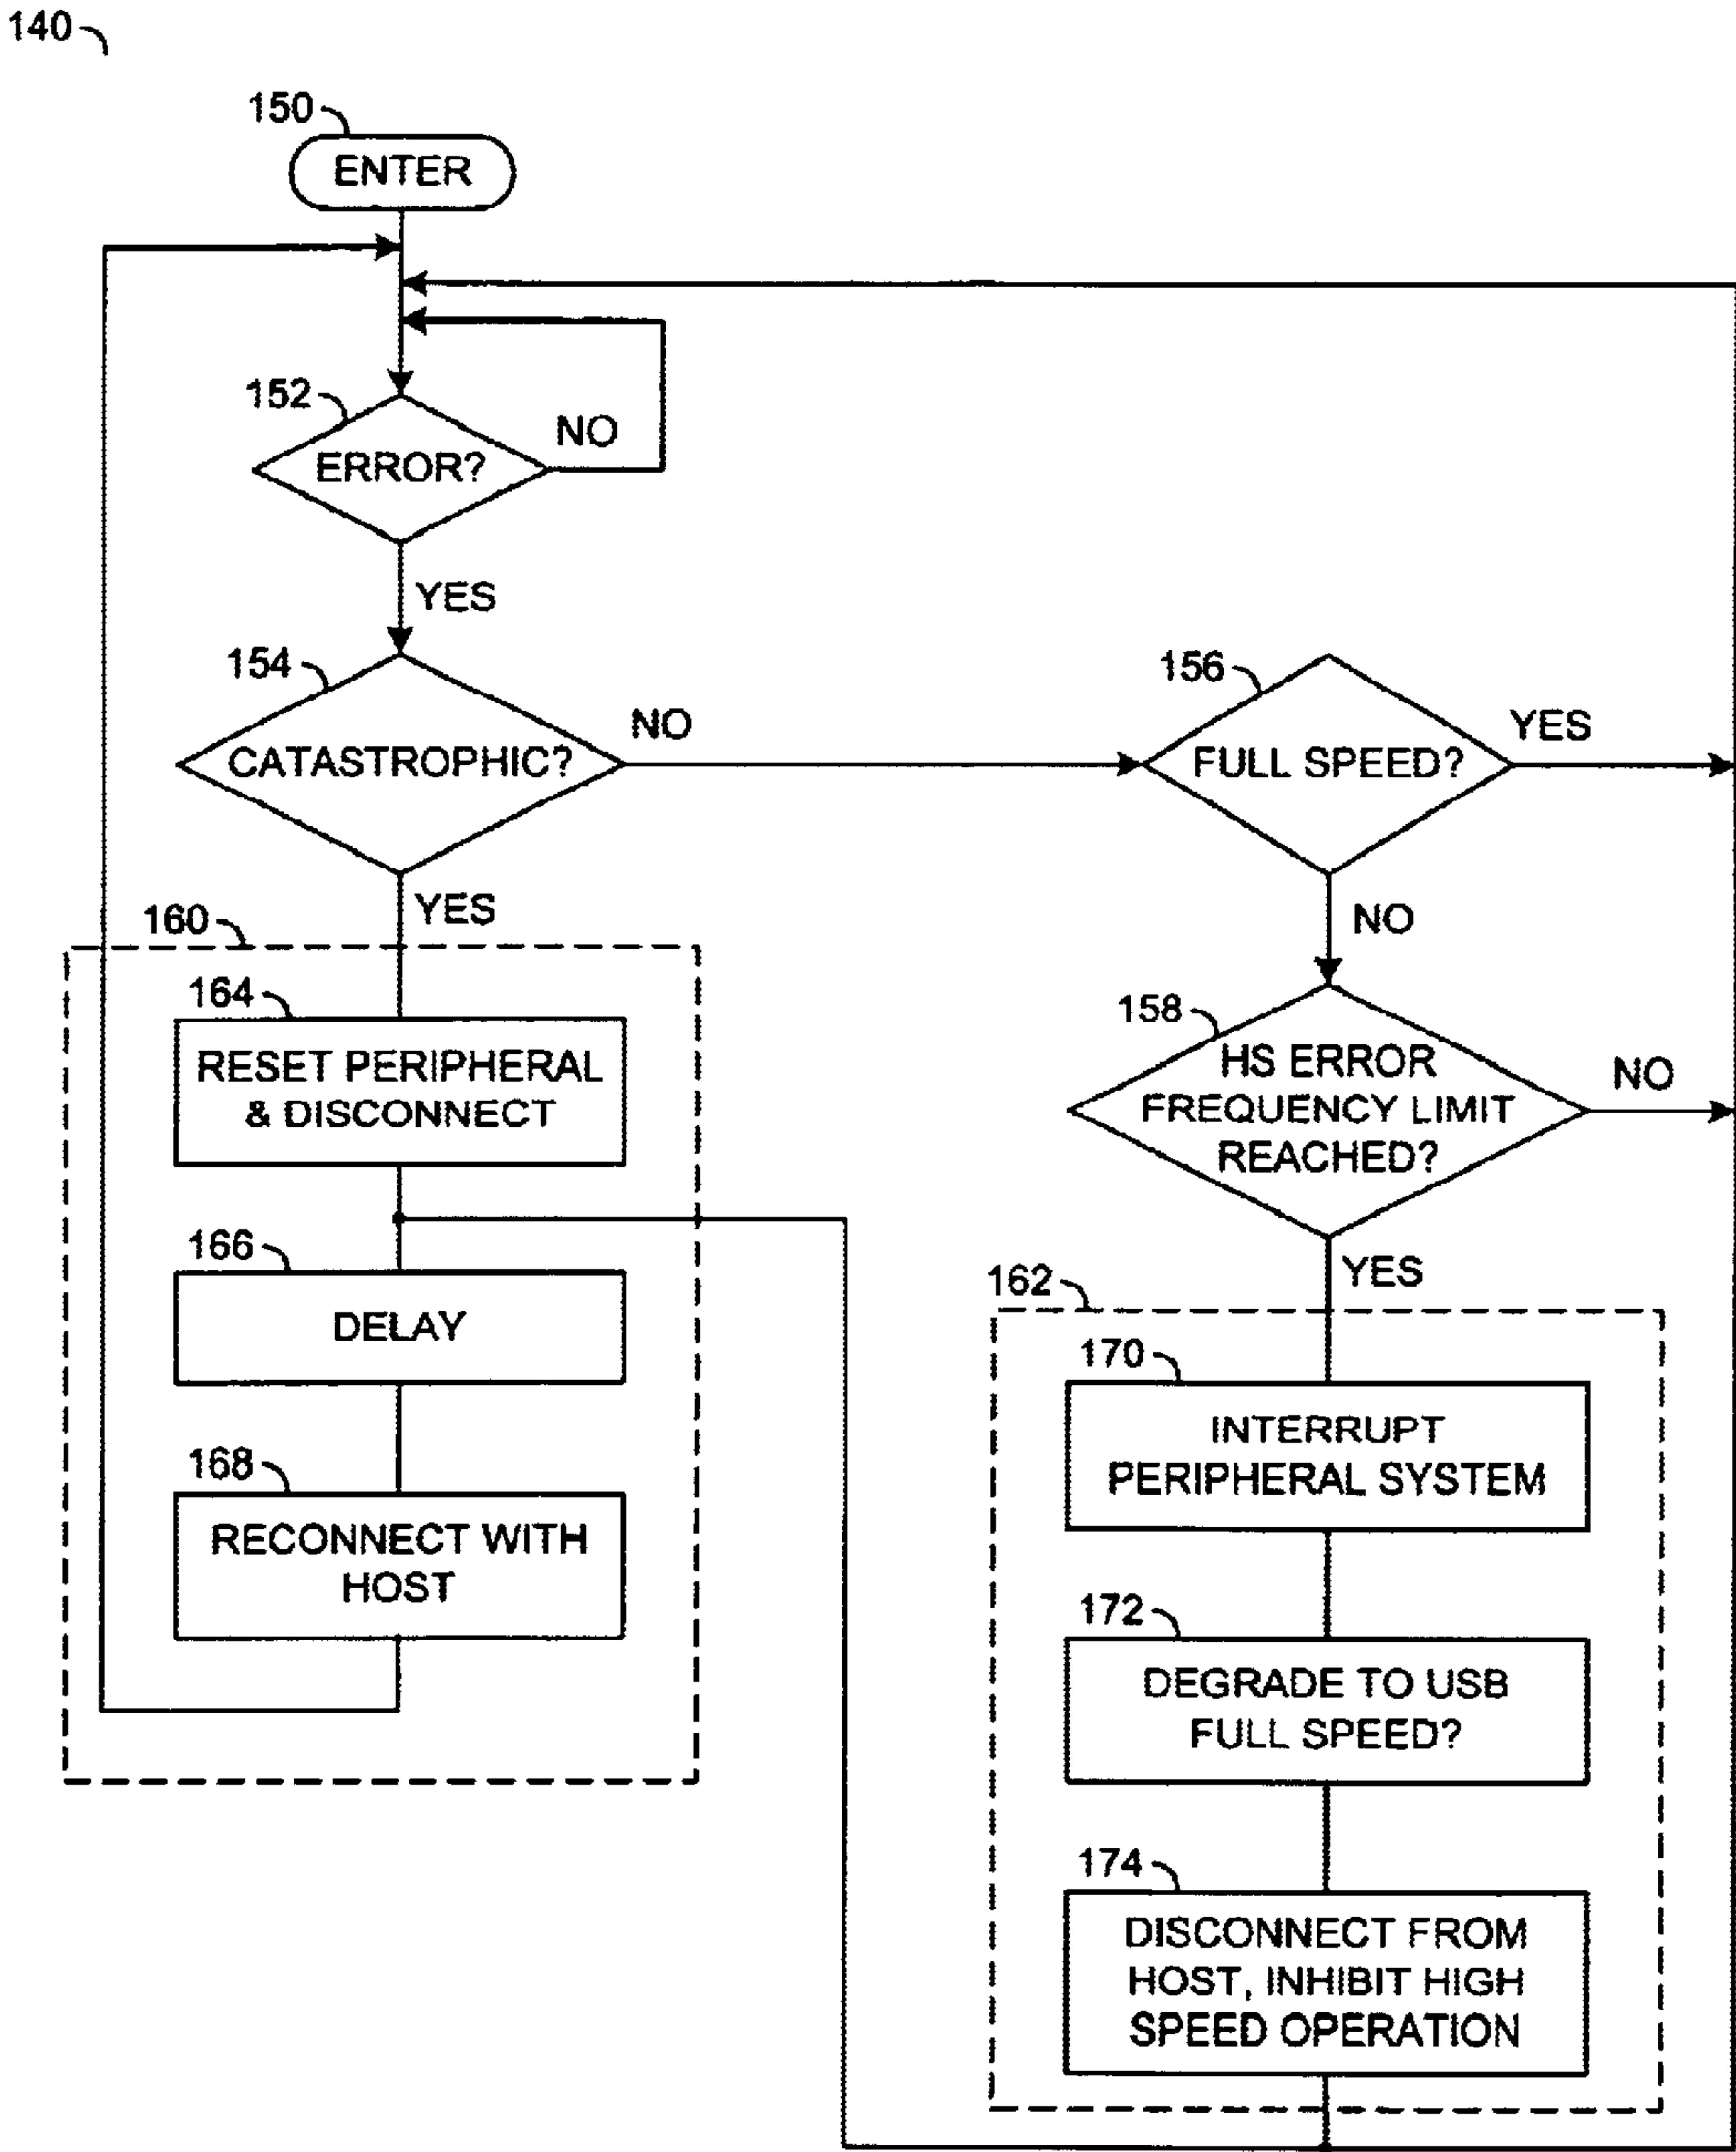 140
150
ENTER
152
ERROR?
NO
YES
154
CATASTROPHIC?
NO
156
FULL SPEED?
YES
YES
NO
160
164
RESET PERIPHERAL
& DISCONNECT
158
HS ERROR
FREQUENCY LIMIT
REACHED?
NO
166
DELAY
YES
162
168
RECONNECT WITH
HOST
170
INTERRUPT
PERIPHERAL SYSTEM
172
DEGRADE TO USB
FULL SPEED?
174
DISCONNECT FROM
HOST, INHIBIT HIGH
SPEED OPERATION